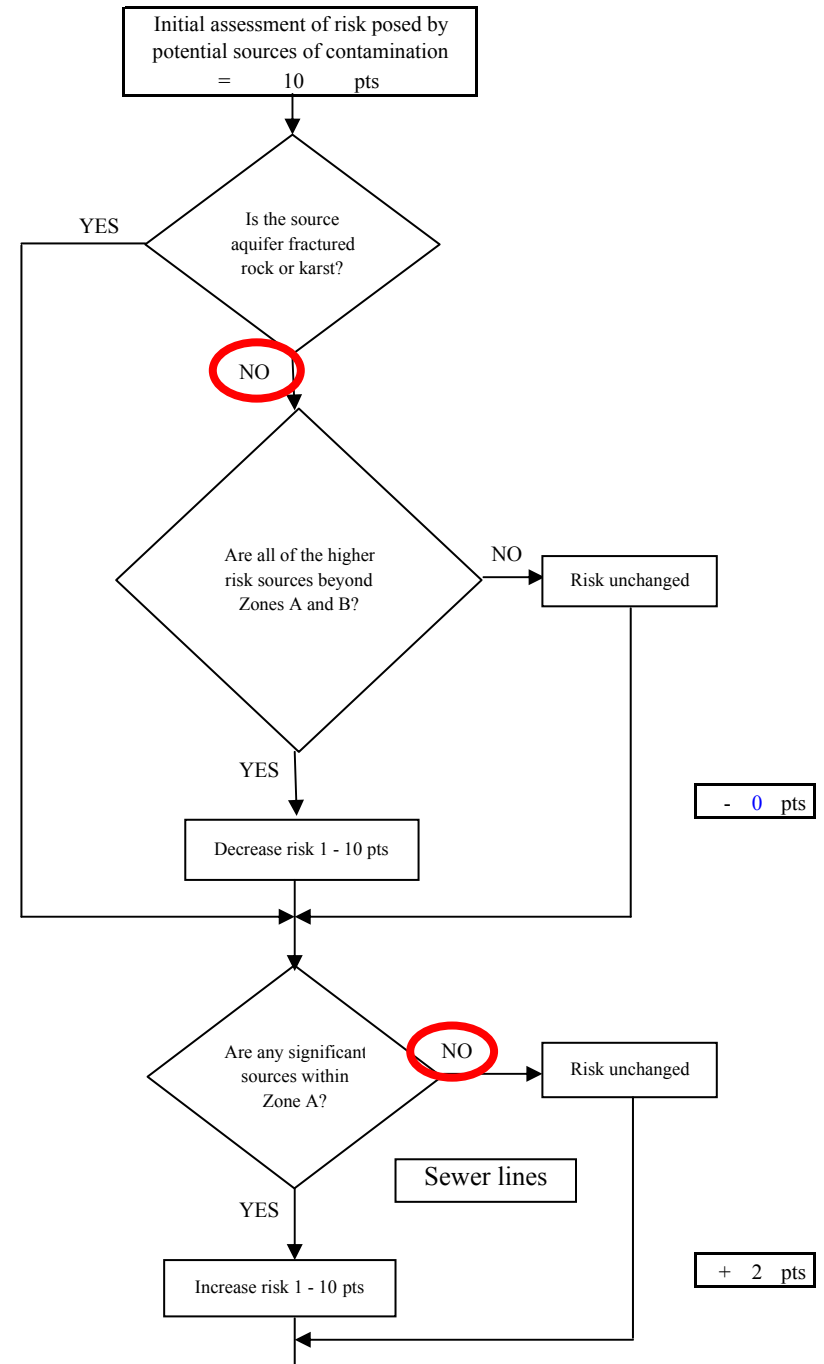 Initial assessment of risk posed by
potential sources of contamination
= 10 pts
YES
Is the source
aquifer fractured
rock or karst?
NO
Are all of the higher
risk sources beyond
Zones A and B?
NO
Risk unchanged
YES
- 0 pts
Decrease risk 1 - 10 pts
Are any significant
sources within
Zone A?
NO
Risk unchanged
Sewer lines
YES
+ 2 pts
Increase risk 1 - 10 pts